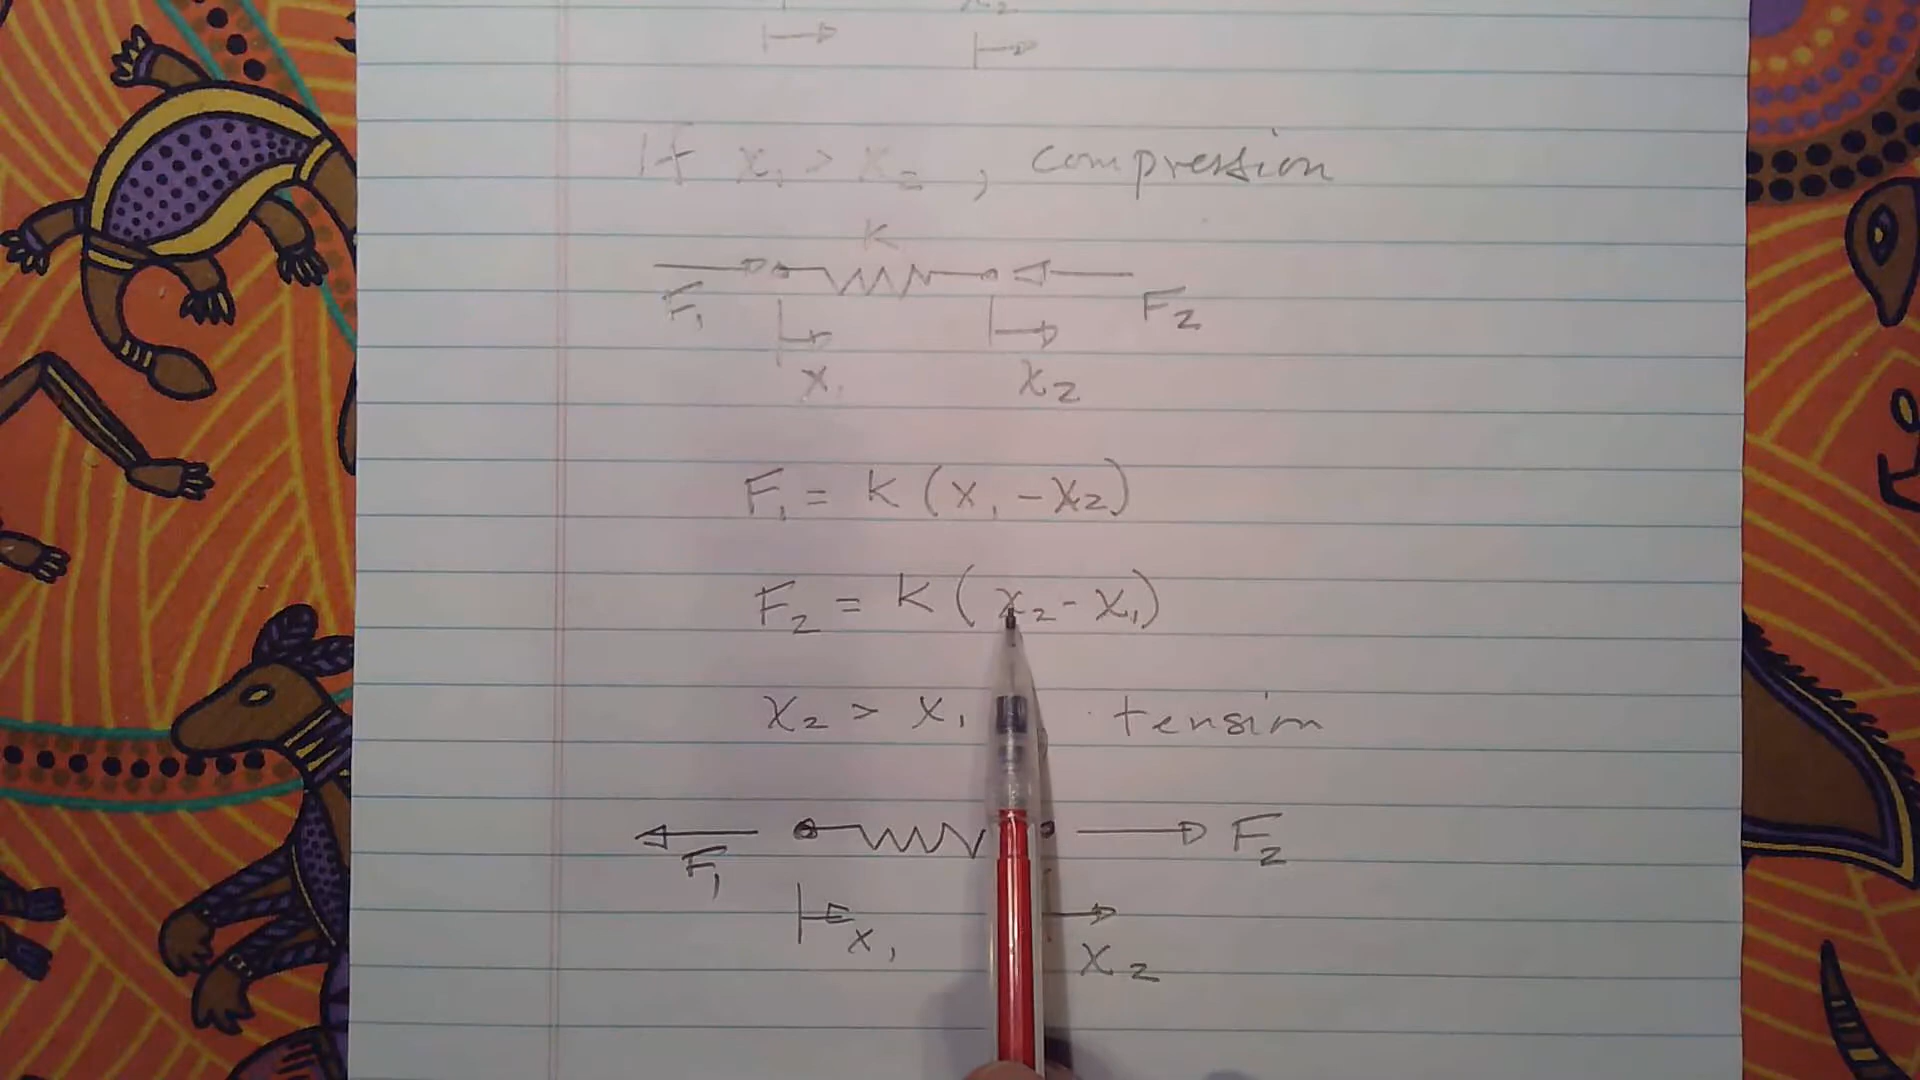 x₂
If x₁ > x₂ , compression
K
F₁ F₂
x₁ x₂
F₁ = K (x₁ - x₂)
F₂ = K (x₂ - x₁)
x₂ > x₁ tension
F₁ F₂
x₁ x₂